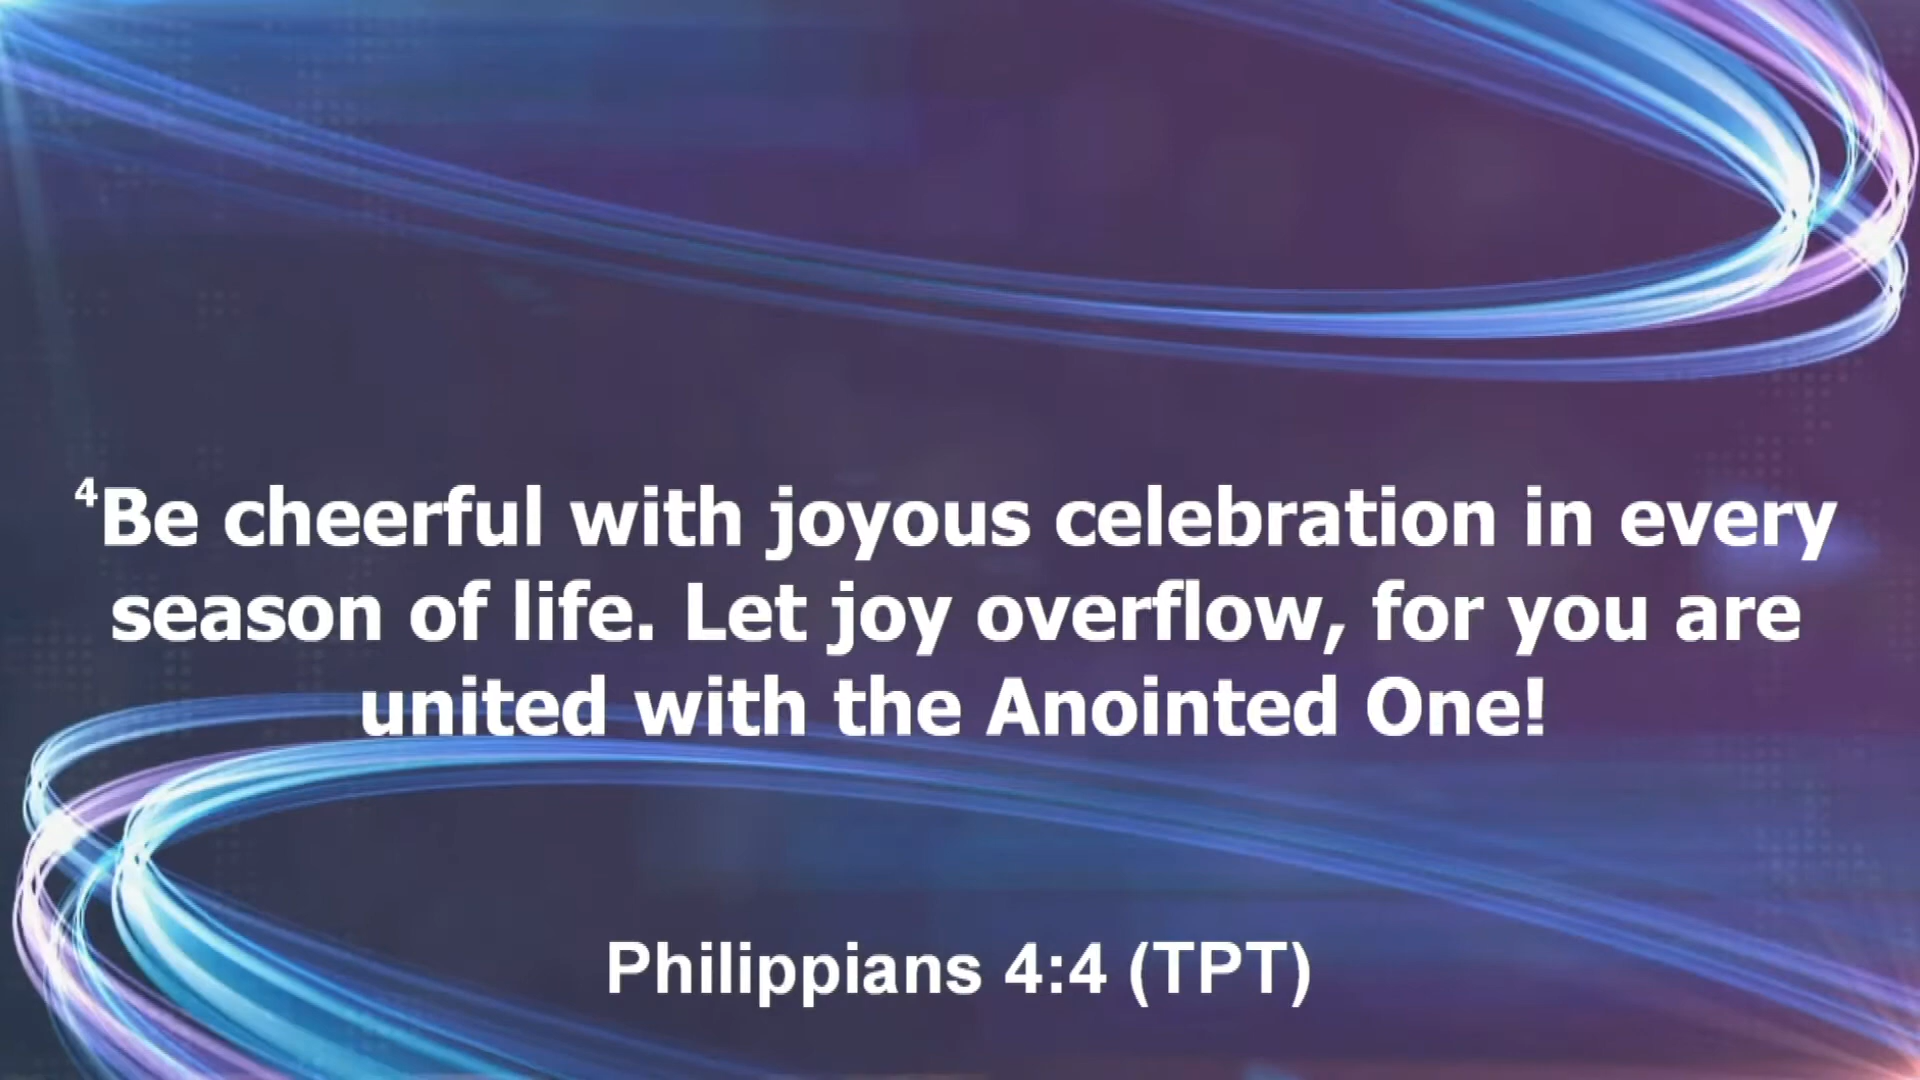 ⁴Be cheerful with joyous celebration in every
season of life. Let joy overflow, for you are
united with the Anointed One!
Philippians 4:4 (TPT)